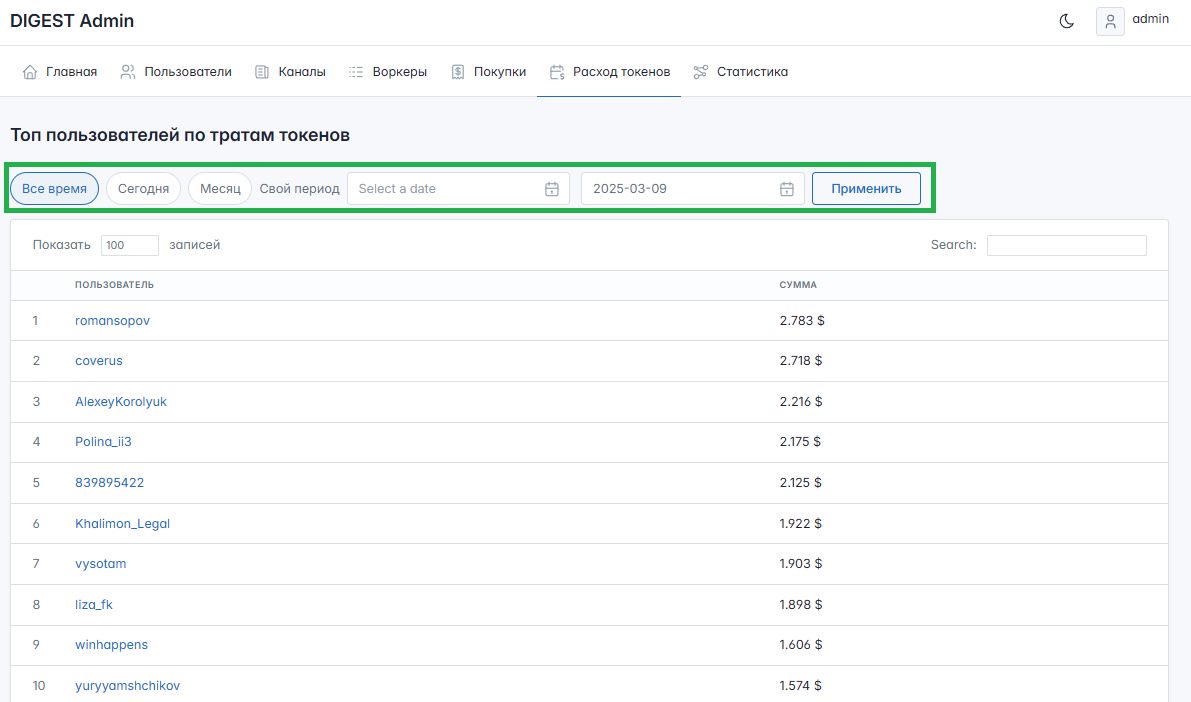 DIGEST Admin
admin
Главная Пользователи Каналы Воркеры Покупки Расход токенов Статистика
Топ пользователей по тратам токенов
Все время Сегодня Месяц Свой период Select a date 2025-03-09 Применить
Показать 100 записей Search:
ПОЛЬЗОВАТЕЛЬ СУММА
1 romansopov 2.783 $
2 coverus 2.718 $
3 AlexeyKorolyuk 2.216 $
4 Polina_ii3 2.175 $
5 839895422 2.125 $
6 Khalimon_Legal 1.922 $
7 vysotam 1.903 $
8 liza_fk 1.898 $
9 winhappens 1.606 $
10 yuryyamshchikov 1.574 $